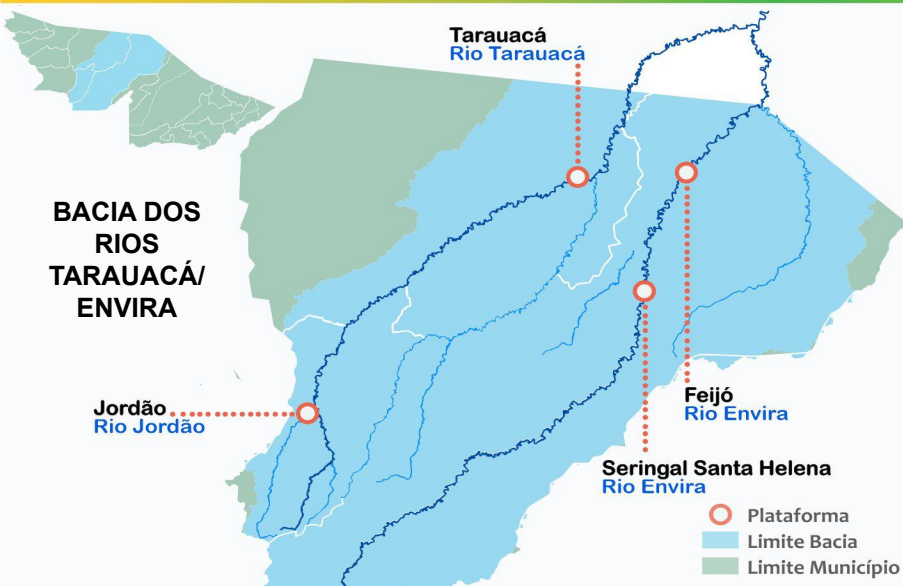 Tarauacá
Rio Tarauacá
BACIA DOS
RIOS
TARAUACÁ/
ENVIRA
Jordão
Rio Jordão
Feijó
Rio Envira
Seringal Santa Helena
Rio Envira
Plataforma
Limite Bacia
Limite Município